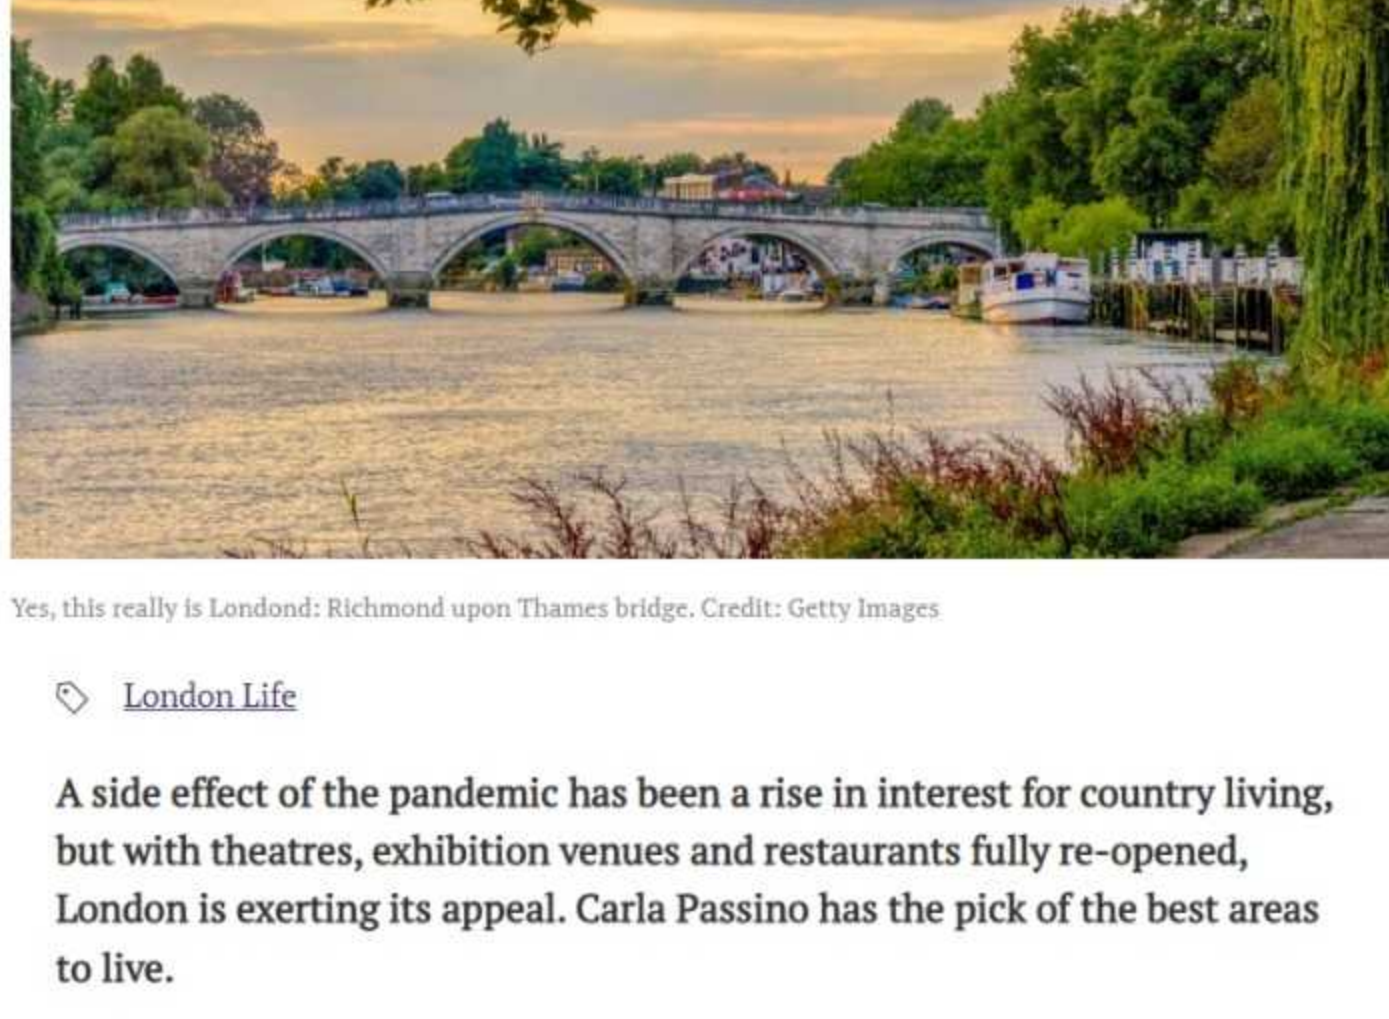 Yes, this really is Londond: Richmond upon Thames bridge. Credit: Getty Images
London Life
A side effect of the pandemic has been a rise in interest for country living,
but with theatres, exhibition venues and restaurants fully re-opened,
London is exerting its appeal. Carla Passino has the pick of the best areas
to live.